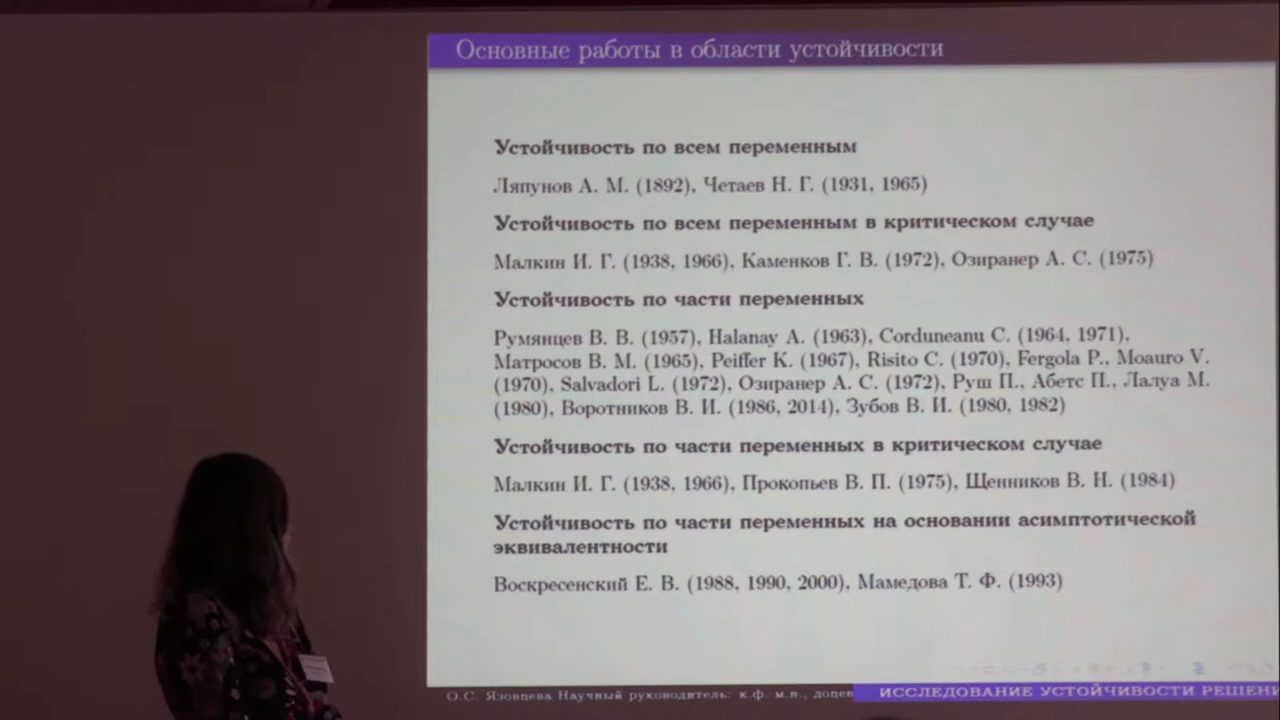 Основные работы в области устойчивости
Устойчивость по всем переменным
Ляпунов А. М. (1892), Четаев Н. Г. (1931, 1965)
Устойчивость по всем переменным в критическом случае
Малкин И. Г. (1938, 1966), Каменков Г. В. (1972), Озиранер А. С. (1975)
Устойчивость по части переменных
Румянцев В. В. (1957), Halanay A. (1963), Corduneanu C. (1964, 1971),
Матросов В. М. (1965), Peiffer K. (1967), Risito C. (1970), Fergola P., Moauro V.
(1970), Salvadori L. (1972), Озиранер А. С. (1972), Руш П., Абетс П., Лалуа М.
(1980), Воротников В. И. (1986, 2014), Зубов В. И. (1980, 1982)
Устойчивость по части переменных в критическом случае
Малкин И. Г. (1938, 1966), Прокопьев В. П. (1975), Щенников В. Н. (1984)
Устойчивость по части переменных на основании асимптотической
эквивалентности
Воскресенский Е. В. (1988, 1990, 2000), Мамедова Т. Ф. (1993)
О.С. Язовцева Научный руководитель: к.ф.-м.н., доцен
ИССЛЕДОВАНИЕ УСТОЙЧИВОСТИ РЕШЕНИ